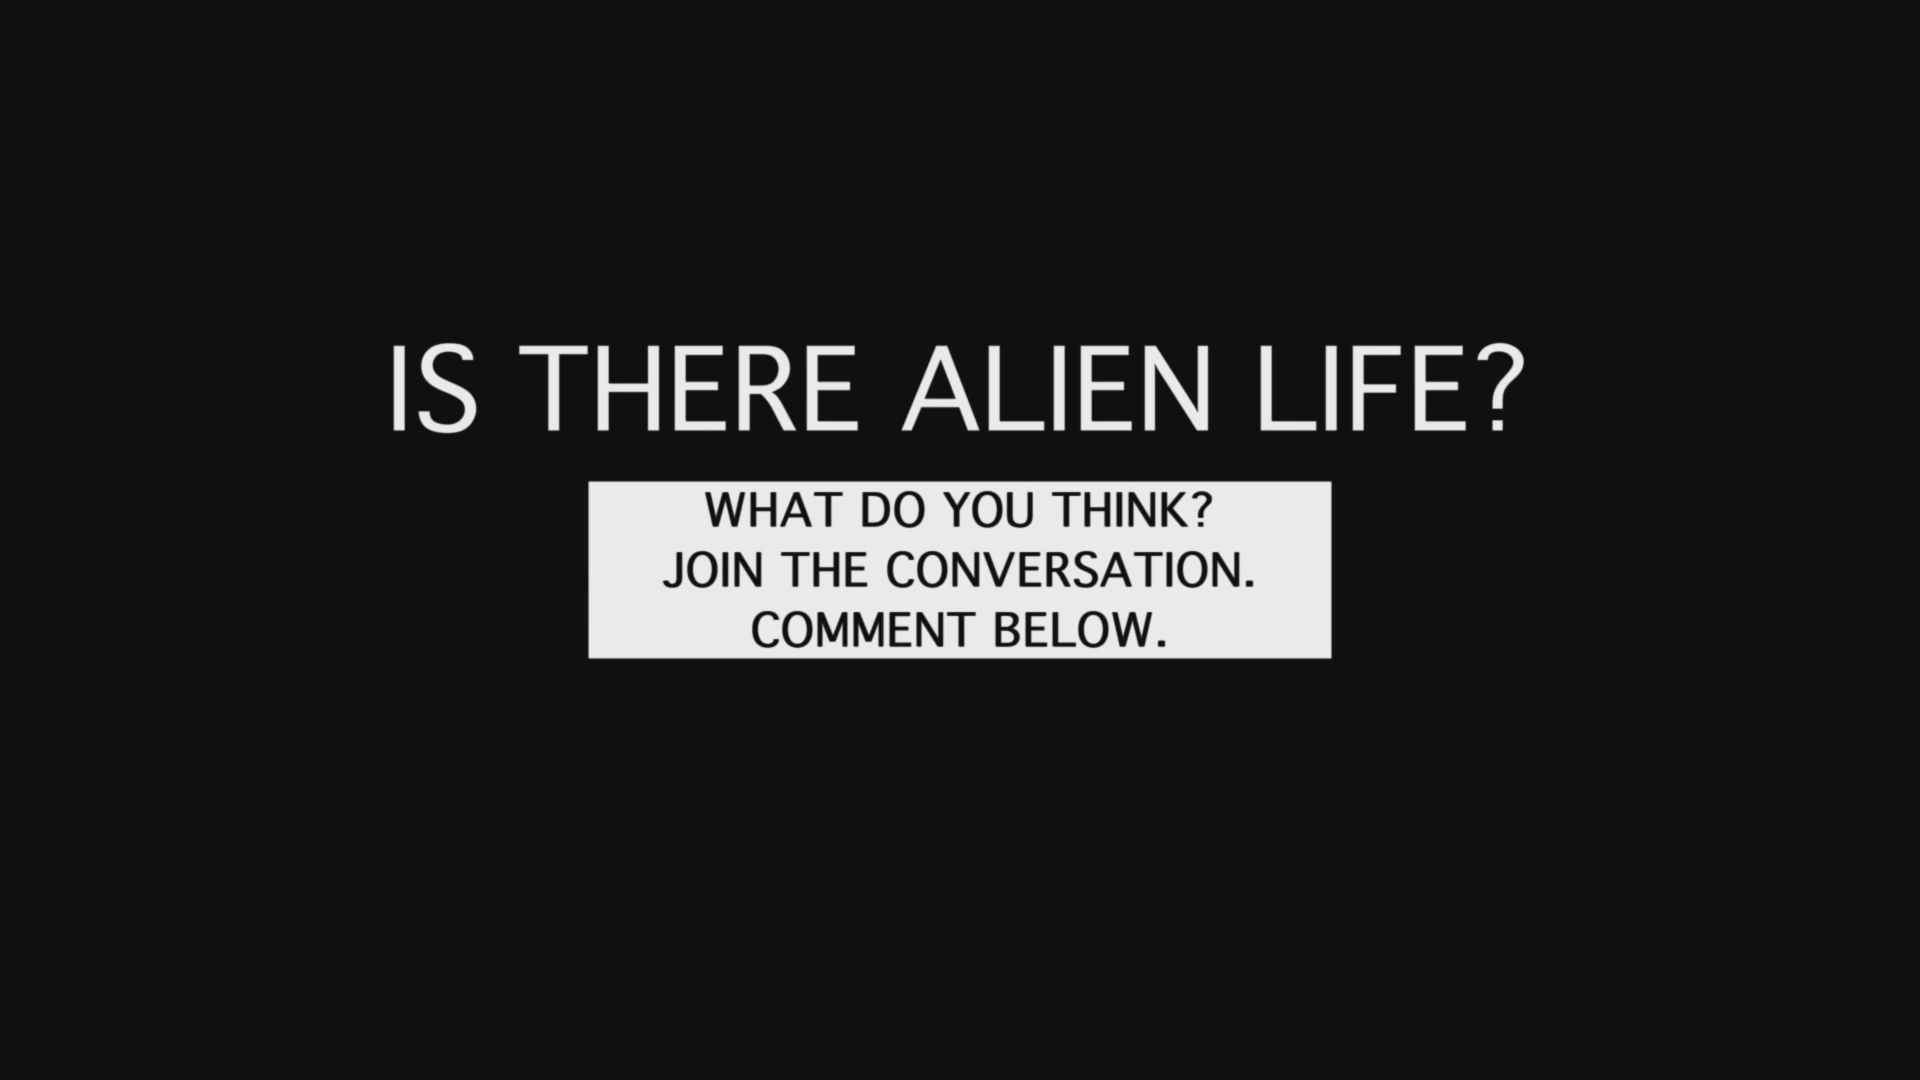 IS THERE ALIEN LIFE?
WHAT DO YOU THINK?
JOIN THE CONVERSATION.
COMMENT BELOW.